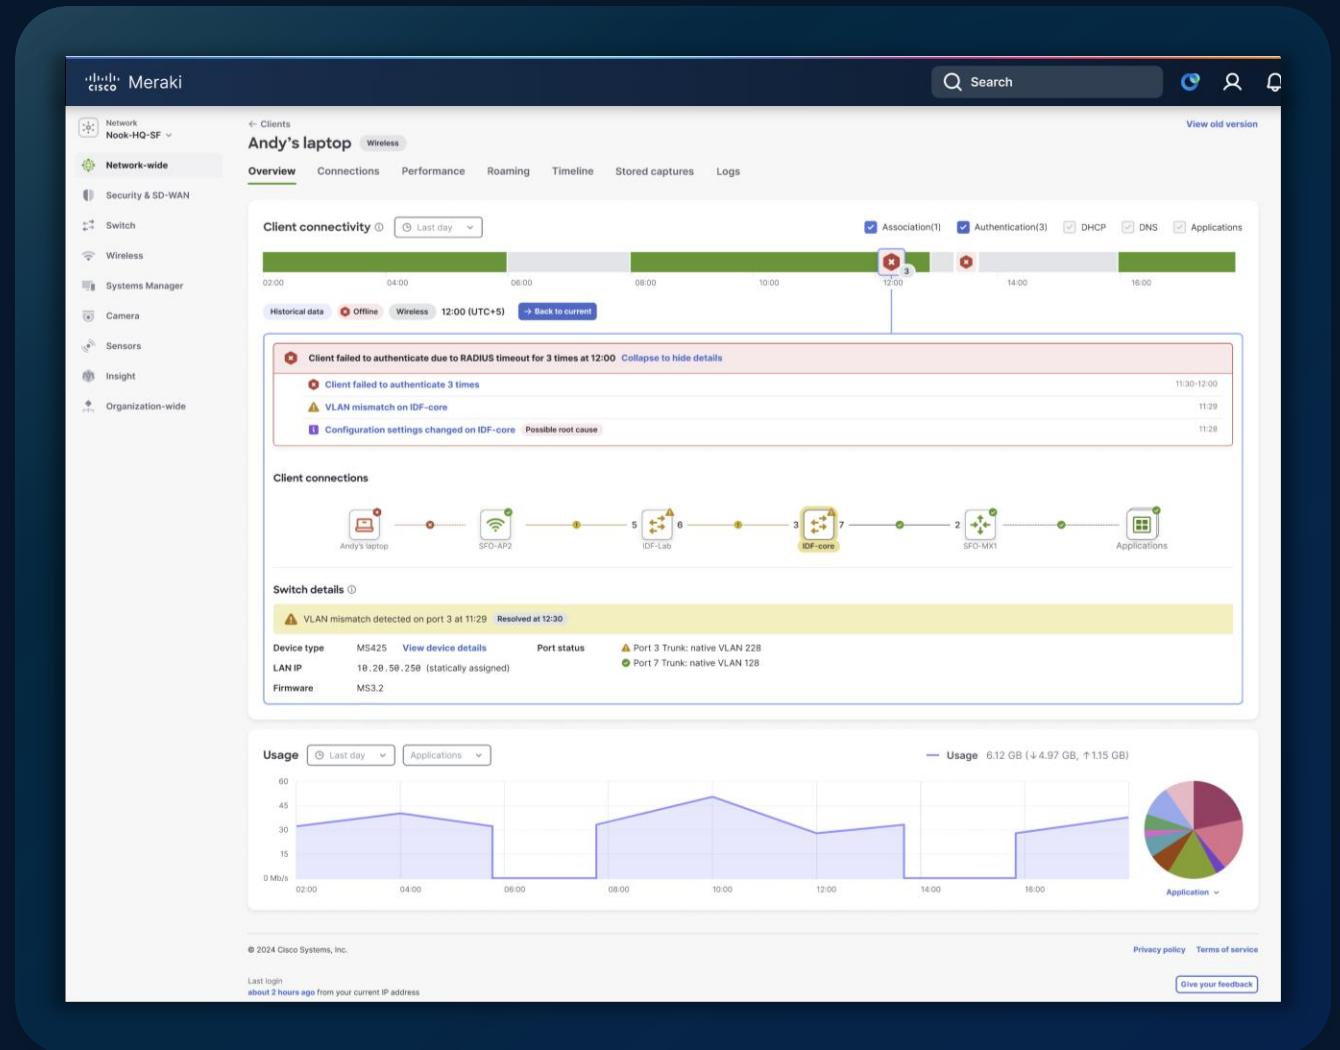 cisco Meraki
Search
Network
Nook-HQ-SF
Network-wide
Security & SD-WAN
Switch
Wireless
Systems Manager
Camera
Sensors
Insight
Organization-wide
← Clients
View old version
Andy's laptop Wireless
Overview Connections Performance Roaming Timeline Stored captures Logs
Client connectivity Last day Association(1) Authentication(3) DHCP DNS Applications
3
02:00 04:00 06:00 08:00 10:00 12:00 14:00 16:00
Historical data Offline Wireless 12:00 (UTC+5) → Back to current
Client failed to authenticate due to RADIUS timeout for 3 times at 12:00 Collapse to hide details
Client failed to authenticate 3 times 11:30-12:00
VLAN mismatch on IDF-core 11:29
Configuration settings changed on IDF-core Possible root cause 11:28
Client connections
5 6 3 7 2
Andy's laptop SFO-AP2 IDF-Lab IDF-core SFO-MX1 Applications
Switch details
VLAN mismatch detected on port 3 at 11:29 Resolved at 12:30
Device type MS425 View device details Port status Port 3 Trunk: native VLAN 228
LAN IP 10.20.50.250 (statically assigned) Port 7 Trunk: native VLAN 128
Firmware MS3.2
Usage Last day Applications Usage 6.12 GB (↓4.97 GB, ↑1.15 GB)
60
45
30
15
0 Mb/s
02:00 04:00 06:00 08:00 10:00 12:00 14:00 16:00
Application
© 2024 Cisco Systems, Inc.
Privacy policy Terms of service
Last login
about 2 hours ago from your current IP address
Give your feedback